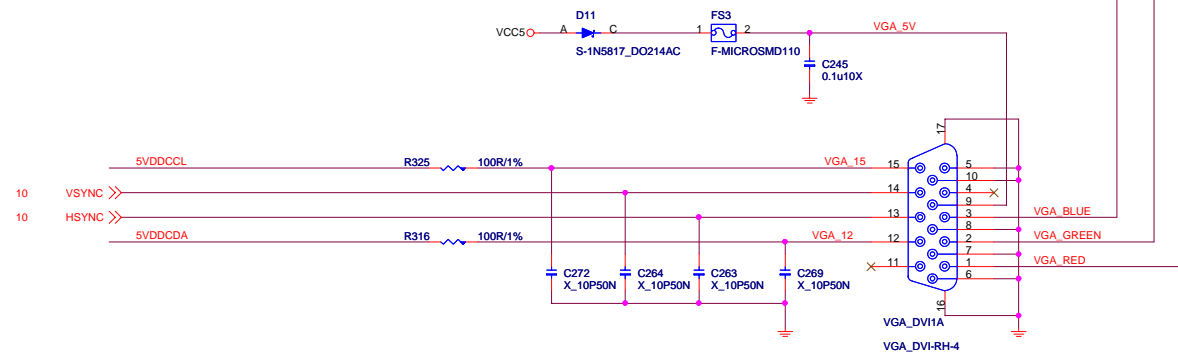 D11
FS3
VCC5
A
C
1
2
VGA_5V
S-1N5817_DO214AC
F-MICROSMD110
C245
0.1u10X
17
5VDDCCL
R325
100R/1%
VGA_15
15
5
10
10
VSYNC
14
4
9
10
HSYNC
13
3
VGA_BLUE
8
5VDDCDA
R316
100R/1%
VGA_12
12
2
VGA_GREEN
7
11
1
VGA_RED
6
C272
X_10P50N
C264
X_10P50N
C263
X_10P50N
C269
X_10P50N
16
VGA_DVI1A
VGA_DVI-RH-4